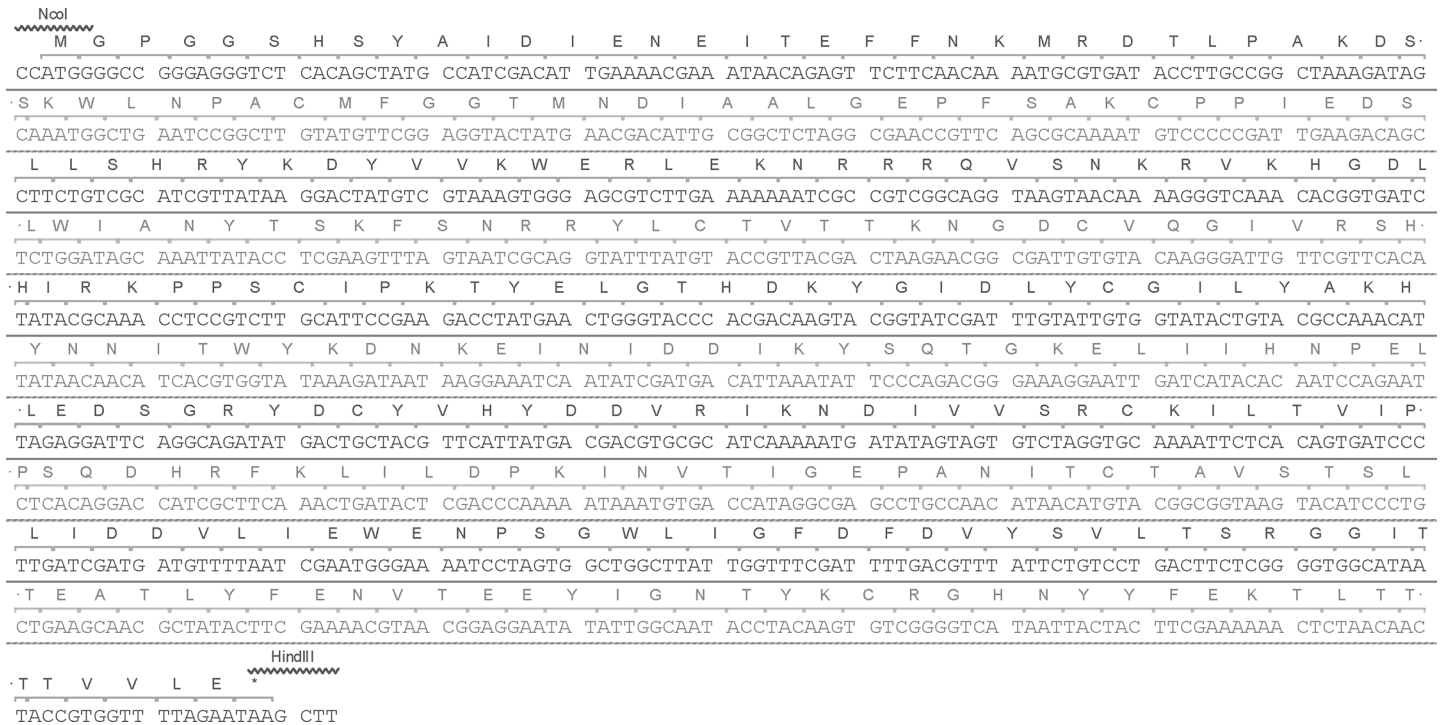 NcoI
M G P G G S H S Y A I D I E N E I T E F F N K M R D T L P A K D S·
CCATGGGGCC GGGAGGGTCT CACAGCTATG CCATCGACAT TGAAAACGAA ATAACAGAGT TCTTCAACAA AATGCGTGAT ACCTTGCCGG CTAAAGATAG
·S K W L N P A C M F G G T M N D I A A L G E P F S A K C P P I E D S
CAAATGGCTG AATCCGGCTT GTATGTTCGG AGGTACTATG AACGACATTG CGGCTCTAGG CGAACCGTTC AGCGCAAAAT GTCCCCCGAT TGAAGACAGC
L L S H R Y K D Y V V K W E R L E K N R R R Q V S N K R V K H G D L
CTTCTGTCGC ATCGTTATAA GGACTATGTC GTAAAGTGGG AGCGTCTTGA AAAAAATCGC CGTCGGCAGG TAAGTAACAA AAGGGTCAAA CACGGTGATC
·L W I A N Y T S K F S N R R Y L C T V T T K N G D C V Q G I V R S H·
TCTGGATAGC AAATTATACC TCGAAGTTTA GTAATCGCAG GTATTTATGT ACCGTTACGA CTAAGAACGG CGATTGTGTA CAAGGGATTG TTCGTTCACA
·H I R K P P S C I P K T Y E L G T H D K Y G I D L Y C G I L Y A K H
TATACGCAAA CCTCCGTCTT GCATTCCGAA GACCTATGAA CTGGGTACCC ACGACAAGTA CGGTATCGAT TTGTATTGTG GTATACTGTA CGCCAAACAT
Y N N I T W Y K D N K E I N I D D I K Y S Q T G K E L I I H N P E L
TATAACAACA TCACGTGGTA TAAAGATAAT AAGGAAATCA ATATCGATGA CATTAAATAT TCCCAGACGG GAAAGGAATT GATCATACAC AATCCAGAAT
·L E D S G R Y D C Y V H Y D D V R I K N D I V V S R C K I L T V I P·
TAGAGGATTC AGGCAGATAT GACTGCTACG TTCATTATGA CGACGTGCGC ATCAAAAATG ATATAGTAGT GTCTAGGTGC AAAATTCTCA CAGTGATCCC
·P S Q D H R F K L I L D P K I N V T I G E P A N I T C T A V S T S L
CTCACAGGAC CATCGCTTCA AACTGATACT CGACCCAAAA ATAAATGTGA CCATAGGCGA GCCTGCCAAC ATAACATGTA CGGCGGTAAG TACATCCCTG
L I D D V L I E W E N P S G W L I G F D F D V Y S V L T S R G G I T
TTGATCGATG ATGTTTTAAT CGAATGGGAA AATCCTAGTG GCTGGCTTAT TGGTTTCGAT TTTGACGTTT ATTCTGTCCT GACTTCTCGG GGTGGCATAA
·T E A T L Y F E N V T E E Y I G N T Y K C R G H N Y Y F E K T L T T·
CTGAAGCAAC GCTATACTTC GAAAACGTAA CGGAGGAATA TATTGGCAAT ACCTACAAGT GTCGGGGTCA TAATTACTAC TTCGAAAAAA CTCTAACAAC
HindIII
·T T V V L E *
TACCGTGGTT TTAGAATAAG CTT